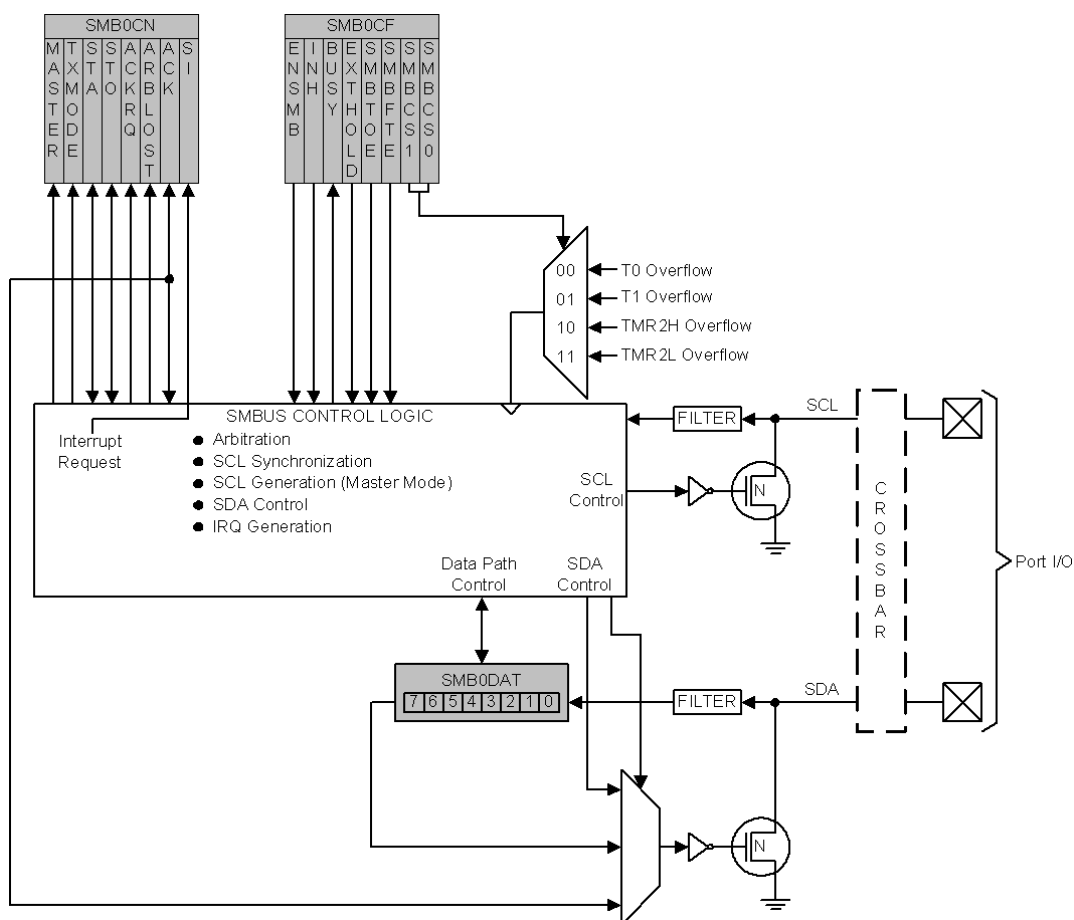 SMB0CN
MASTER
TXMODE
STA
STO
ACKRQ
ARBLOST
ACK
SI
SMB0CF
ENSMB
INH
BUSY
EXTHOLD
SMBTOE
SMBFTE
SMBCS1
SMBCS0
00
T0 Overflow
01
T1 Overflow
10
TMR2H Overflow
11
TMR2L Overflow
SMBUS CONTROL LOGIC
Interrupt
Request
● Arbitration
● SCL Synchronization
● SCL Generation (Master Mode)
● SDA Control
● IRQ Generation
SCL
Control
FILTER
SCL
N
CROSSBAR
Port I/O
Data Path
Control
SDA
Control
SMB0DAT
7 6 5 4 3 2 1 0
FILTER
SDA
N